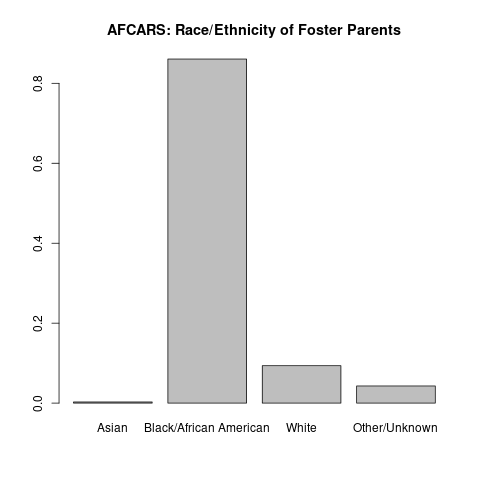 AFCARS: Race/Ethnicity of Foster Parents
0.8
0.6
0.4
0.2
0.0
Asian Black/African American White Other/Unknown